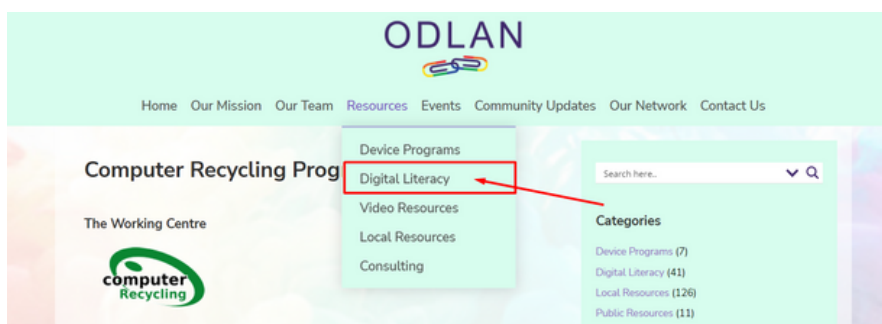 ODLAN
Home Our Mission Our Team Resources Events Community Updates Our Network Contact Us
Device Programs
Digital Literacy
Video Resources
Local Resources
Consulting
Computer Recycling Prog
The Working Centre
computer
Recycling
Search here..
Categories
Device Programs (7)
Digital Literacy (41)
Local Resources (126)
Public Resources (11)